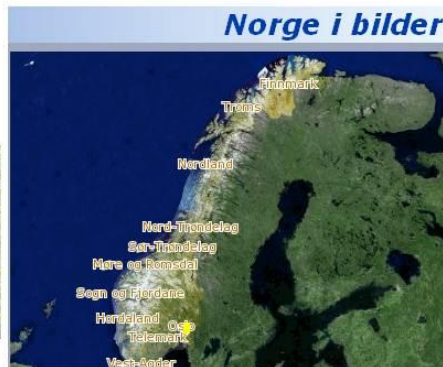 Norge i bilder
Finnmark
Troms
Nordland
Nord-Trøndelag
Sør-Trøndelag
Møre og Romsdal
Sogn og Fjordane
Hordaland
Oslo
Telemark
Vest-Agder